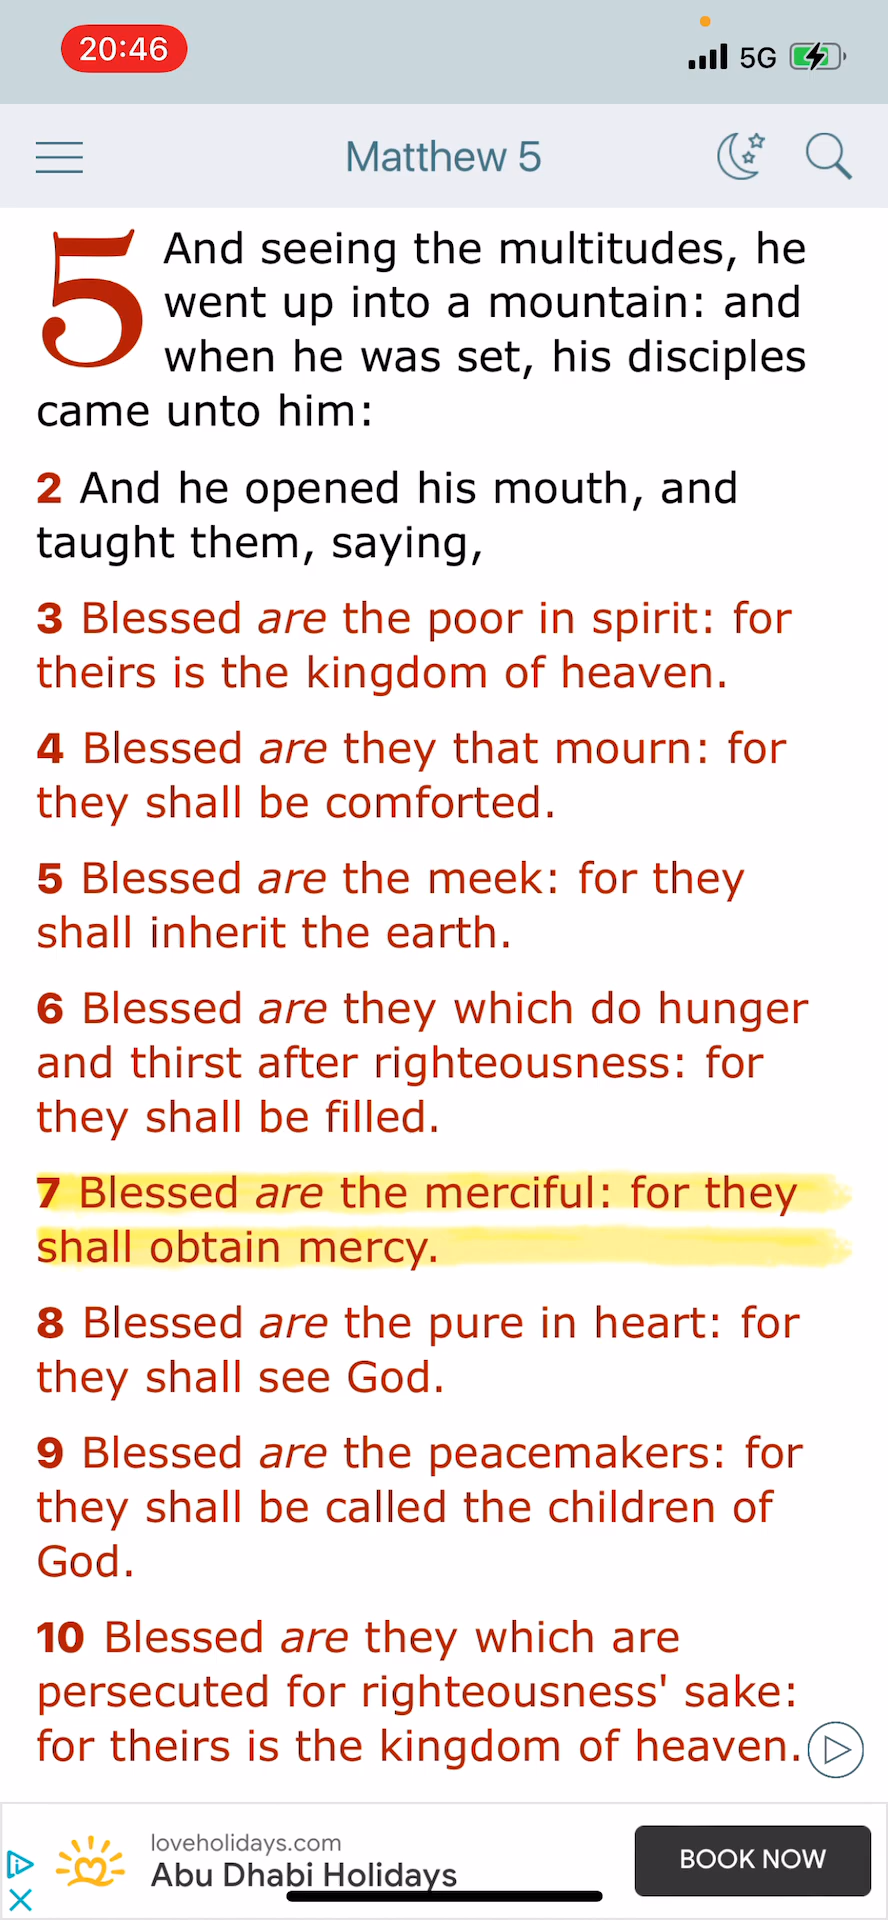 20:46
5G
Matthew 5
5 And seeing the multitudes, he
went up into a mountain: and
when he was set, his disciples
came unto him:
2 And he opened his mouth, and
taught them, saying,
3 Blessed are the poor in spirit: for
theirs is the kingdom of heaven.
4 Blessed are they that mourn: for
they shall be comforted.
5 Blessed are the meek: for they
shall inherit the earth.
6 Blessed are they which do hunger
and thirst after righteousness: for
they shall be filled.
7 Blessed are the merciful: for they
shall obtain mercy.
8 Blessed are the pure in heart: for
they shall see God.
9 Blessed are the peacemakers: for
they shall be called the children of
God.
10 Blessed are they which are
persecuted for righteousness' sake:
for theirs is the kingdom of heaven.
loveholidays.com
Abu Dhabi Holidays
BOOK NOW